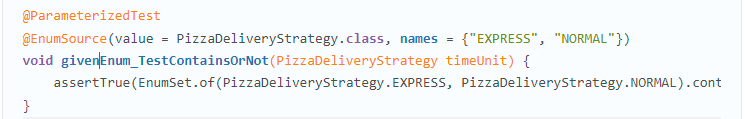 @ParameterizedTest
@EnumSource(value = PizzaDeliveryStrategy.class, names = {"EXPRESS", "NORMAL"})
void givenEnum_TestContainsOrNot(PizzaDeliveryStrategy timeUnit) {
    assertTrue(EnumSet.of(PizzaDeliveryStrategy.EXPRESS, PizzaDeliveryStrategy.NORMAL).cont
}